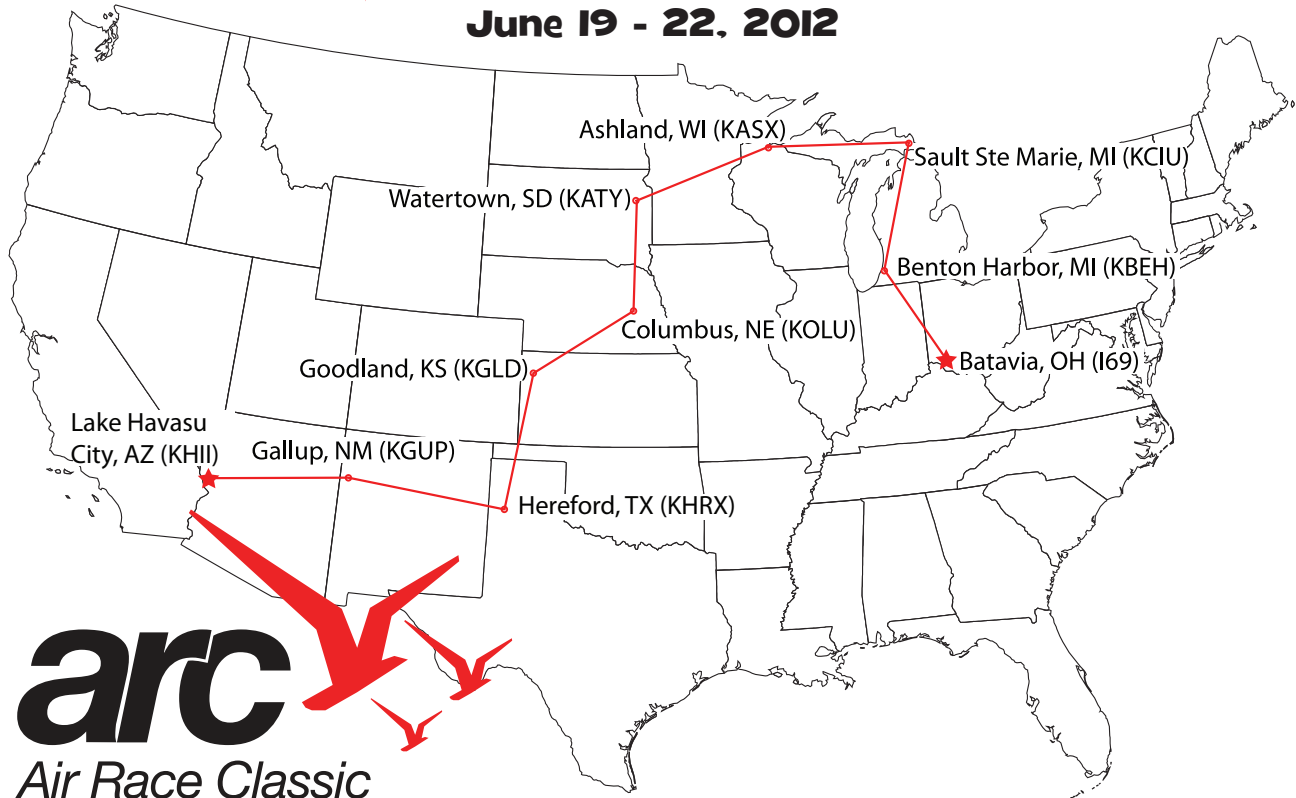 June 19 - 22, 2012
Ashland, WI (KASX)
Sault Ste Marie, MI (KCIU)
Watertown, SD (KATY)
Benton Harbor, MI (KBEH)
Columbus, NE (KOLU)
Goodland, KS (KGLD)
Batavia, OH (I69)
Lake Havasu
City, AZ (KHII)
Gallup, NM (KGUP)
Hereford, TX (KHRX)
arc
Air Race Classic